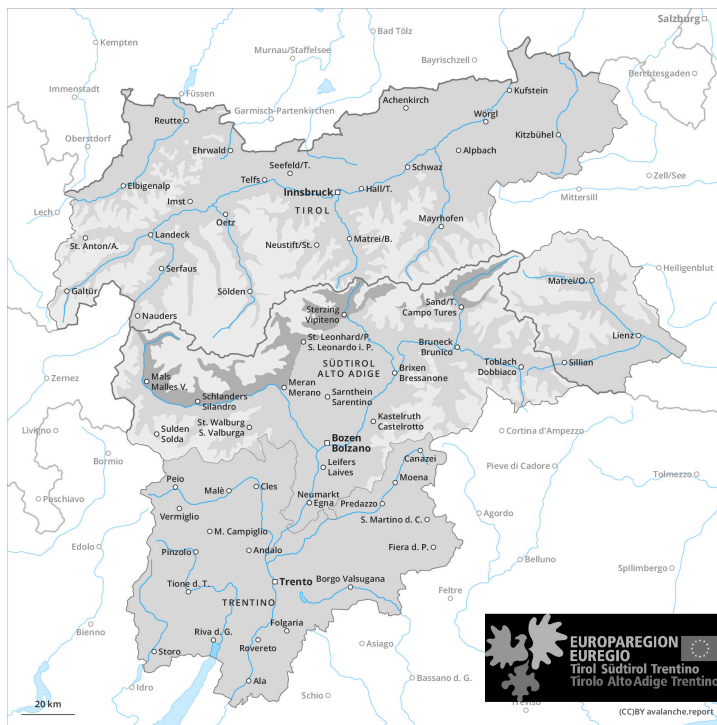 Salzburg
Kempten
Bad Tölz
Murnau/Staffelsee
Bayrischzell
Berchtesgaden
Immenstadt
Füssen
Garmisch-Partenkirchen
Achenkirch
Kufstein
Reutte
Wörgl
Kitzbühel
Oberstdorf
Ehrwald
Seefeld/T.
Alpbach
Schwaz
Zell/See
Telfs
Elbigenalp
Innsbruck
Hall/T.
Mittersill
Imst
TIROL
Lech
Oetz
Mayrhofen
St. Anton/A.
Landeck
Neustift/St.
Matrei/B.
Serfaus
Heiligenblut
Galtür
Sölden
Matrei/O.
Nauders
Sterzing
Vipiteno
Sand/T.
Campo Tures
St. Leonhard/P.
S. Leonardo i. P.
Lienz
Bruneck
Brunico
SÜDTIROL
ALTO ADIGE
Toblach
Dobbiaco
Sillian
Zernez
Mals
Malles V.
Meran
Merano
Brixen
Bressanone
Schlanders
Silandro
Sarnthein
Sarentino
St. Walburg
S. Valburga
Kastelruth
Castelrotto
Livigno
Sulden
Solda
Cortina d'Ampezzo
Bozen
Bolzano
Bormio
Canazei
Leifers
Laives
Pieve di Cadore
Tolmezzo
Peio
Moena
Poschiavo
Malè
Cles
Neumarkt
Egna
Predazzo
Vermiglio
Agordo
S. Martino d. C.
M. Campiglio
Edolo
Pinzolo
Andalo
Fiera d. P.
Belluno
Spilimbergo
Tione d. T.
Trento
Borgo Valsugana
Feltre
TRENTINO
Bienno
Riva d. G.
Folgaria
Storo
Rovereto
Asiago
Idro
Ala
Schio
Bassano d. G.
Treviso
EUROPAREGION
EUREGIO
Tirol Südtirol Trentino
Tirolo Alto Adige Trentino
20 km
(CC)BY avalanche.report